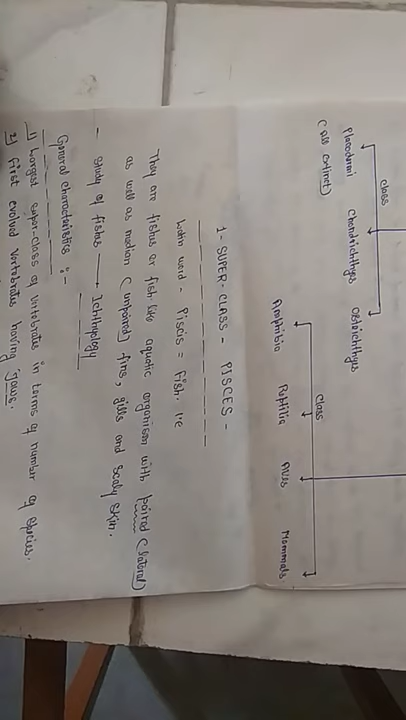 class
Placodermi Chondrichthyes Osteichthyes
(All extinct)
Class
Amphibia Reptilia Aves Mammals
1- SUPER-CLASS - PISCES -
Latin word - Pisces = fish. i.e
They are fishes or fish like aquatic organism with paired (lateral)
as well as median (unpaired) fins, gills and scaly skin.
- Study of fishes → Ichthyology
General characteristics :-
1) Largest super-class of vertebrates in terms of number of species.
2) First evolved vertebrates having jaws.